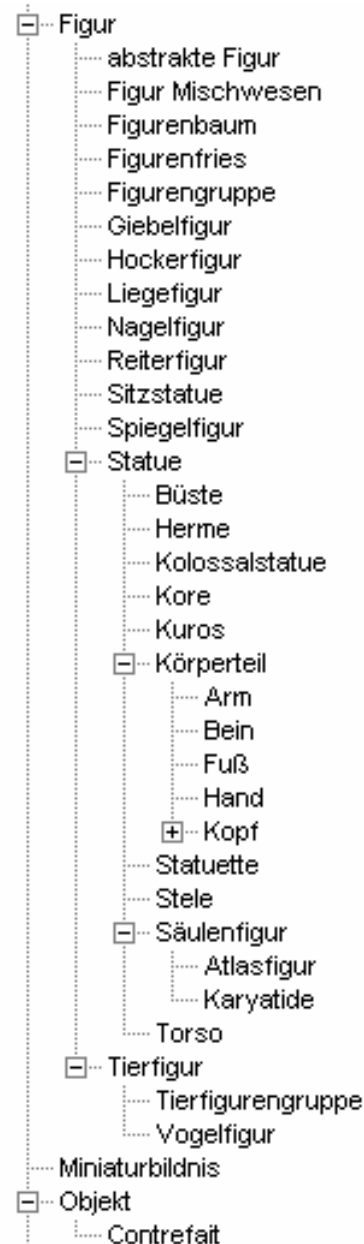 Figur
abstrakte Figur
Figur Mischwesen
Figurenbaum
Figurenfries
Figurengruppe
Giebelfigur
Hockerfigur
Liegefigur
Nagelfigur
Reiterfigur
Sitzstatue
Spiegelfigur
Statue
Büste
Herme
Kolossalstatue
Kore
Kuros
Körperteil
Arm
Bein
Fuß
Hand
Kopf
Statuette
Stele
Säulenfigur
Atlasfigur
Karyatide
Torso
Tierfigur
Tierfigurengruppe
Vogelfigur
Miniaturbildnis
Objekt
Contrefait